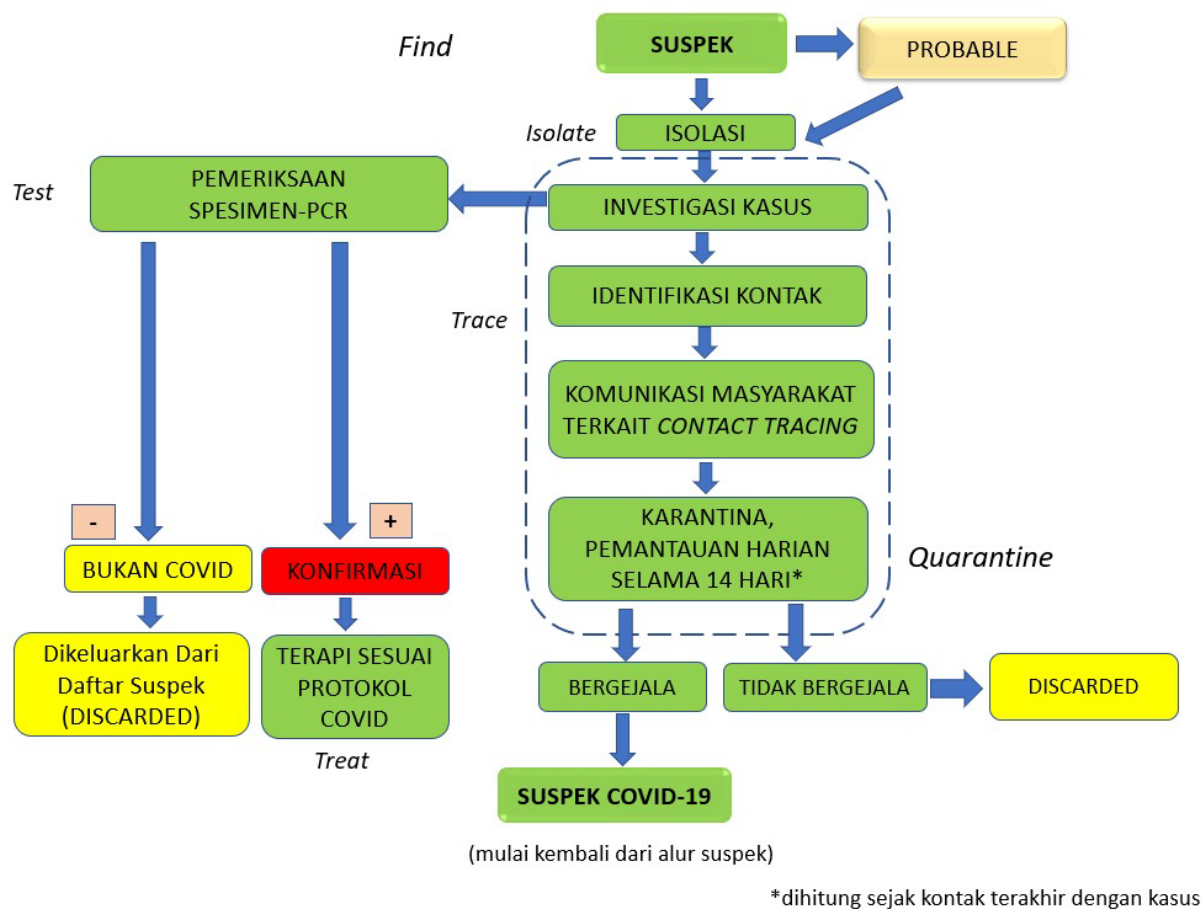 Find
SUSPEK
PROBABLE
Isolate
ISOLASI
Test
PEMERIKSAAN
SPESIMEN-PCR
INVESTIGASI KASUS
IDENTIFIKASI KONTAK
Trace
KOMUNIKASI MASYARAKAT
TERKAIT CONTACT TRACING
KARANTINA,
PEMANTAUAN HARIAN
SELAMA 14 HARI*
Quarantine
-
+
BUKAN COVID
KONFIRMASI
Dikeluarkan Dari
Daftar Suspek
(DISCARDED)
TERAPI SESUAI
PROTOKOL
COVID
Treat
BERGEJALA
TIDAK BERGEJALA
DISCARDED
SUSPEK COVID-19
(mulai kembali dari alur suspek)
*dihitung sejak kontak terakhir dengan kasus